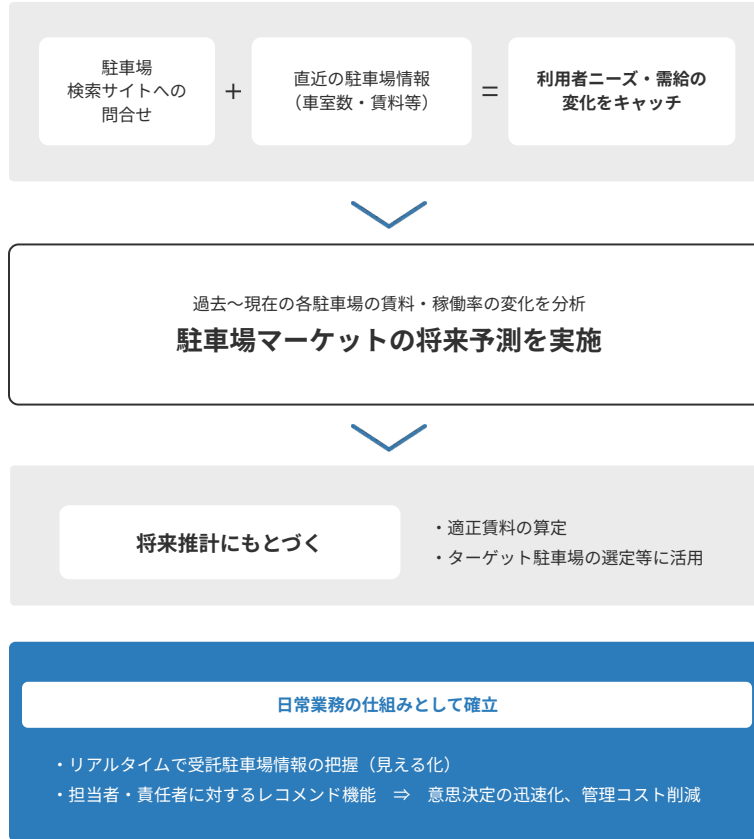 駐車場
検索サイトへの
問合せ
＋
直近の駐車場情報
（車室数・賃料等）
＝
利用者ニーズ・需給の
変化をキャッチ
過去～現在の各駐車場の賃料・稼働率の変化を分析
駐車場マーケットの将来予測を実施
将来推計にもとづく
・適正賃料の算定
・ターゲット駐車場の選定等に活用
日常業務の仕組みとして確立
・リアルタイムで受託駐車場情報の把握（見える化）
・担当者・責任者に対するレコメンド機能　⇒　意思決定の迅速化、管理コスト削減